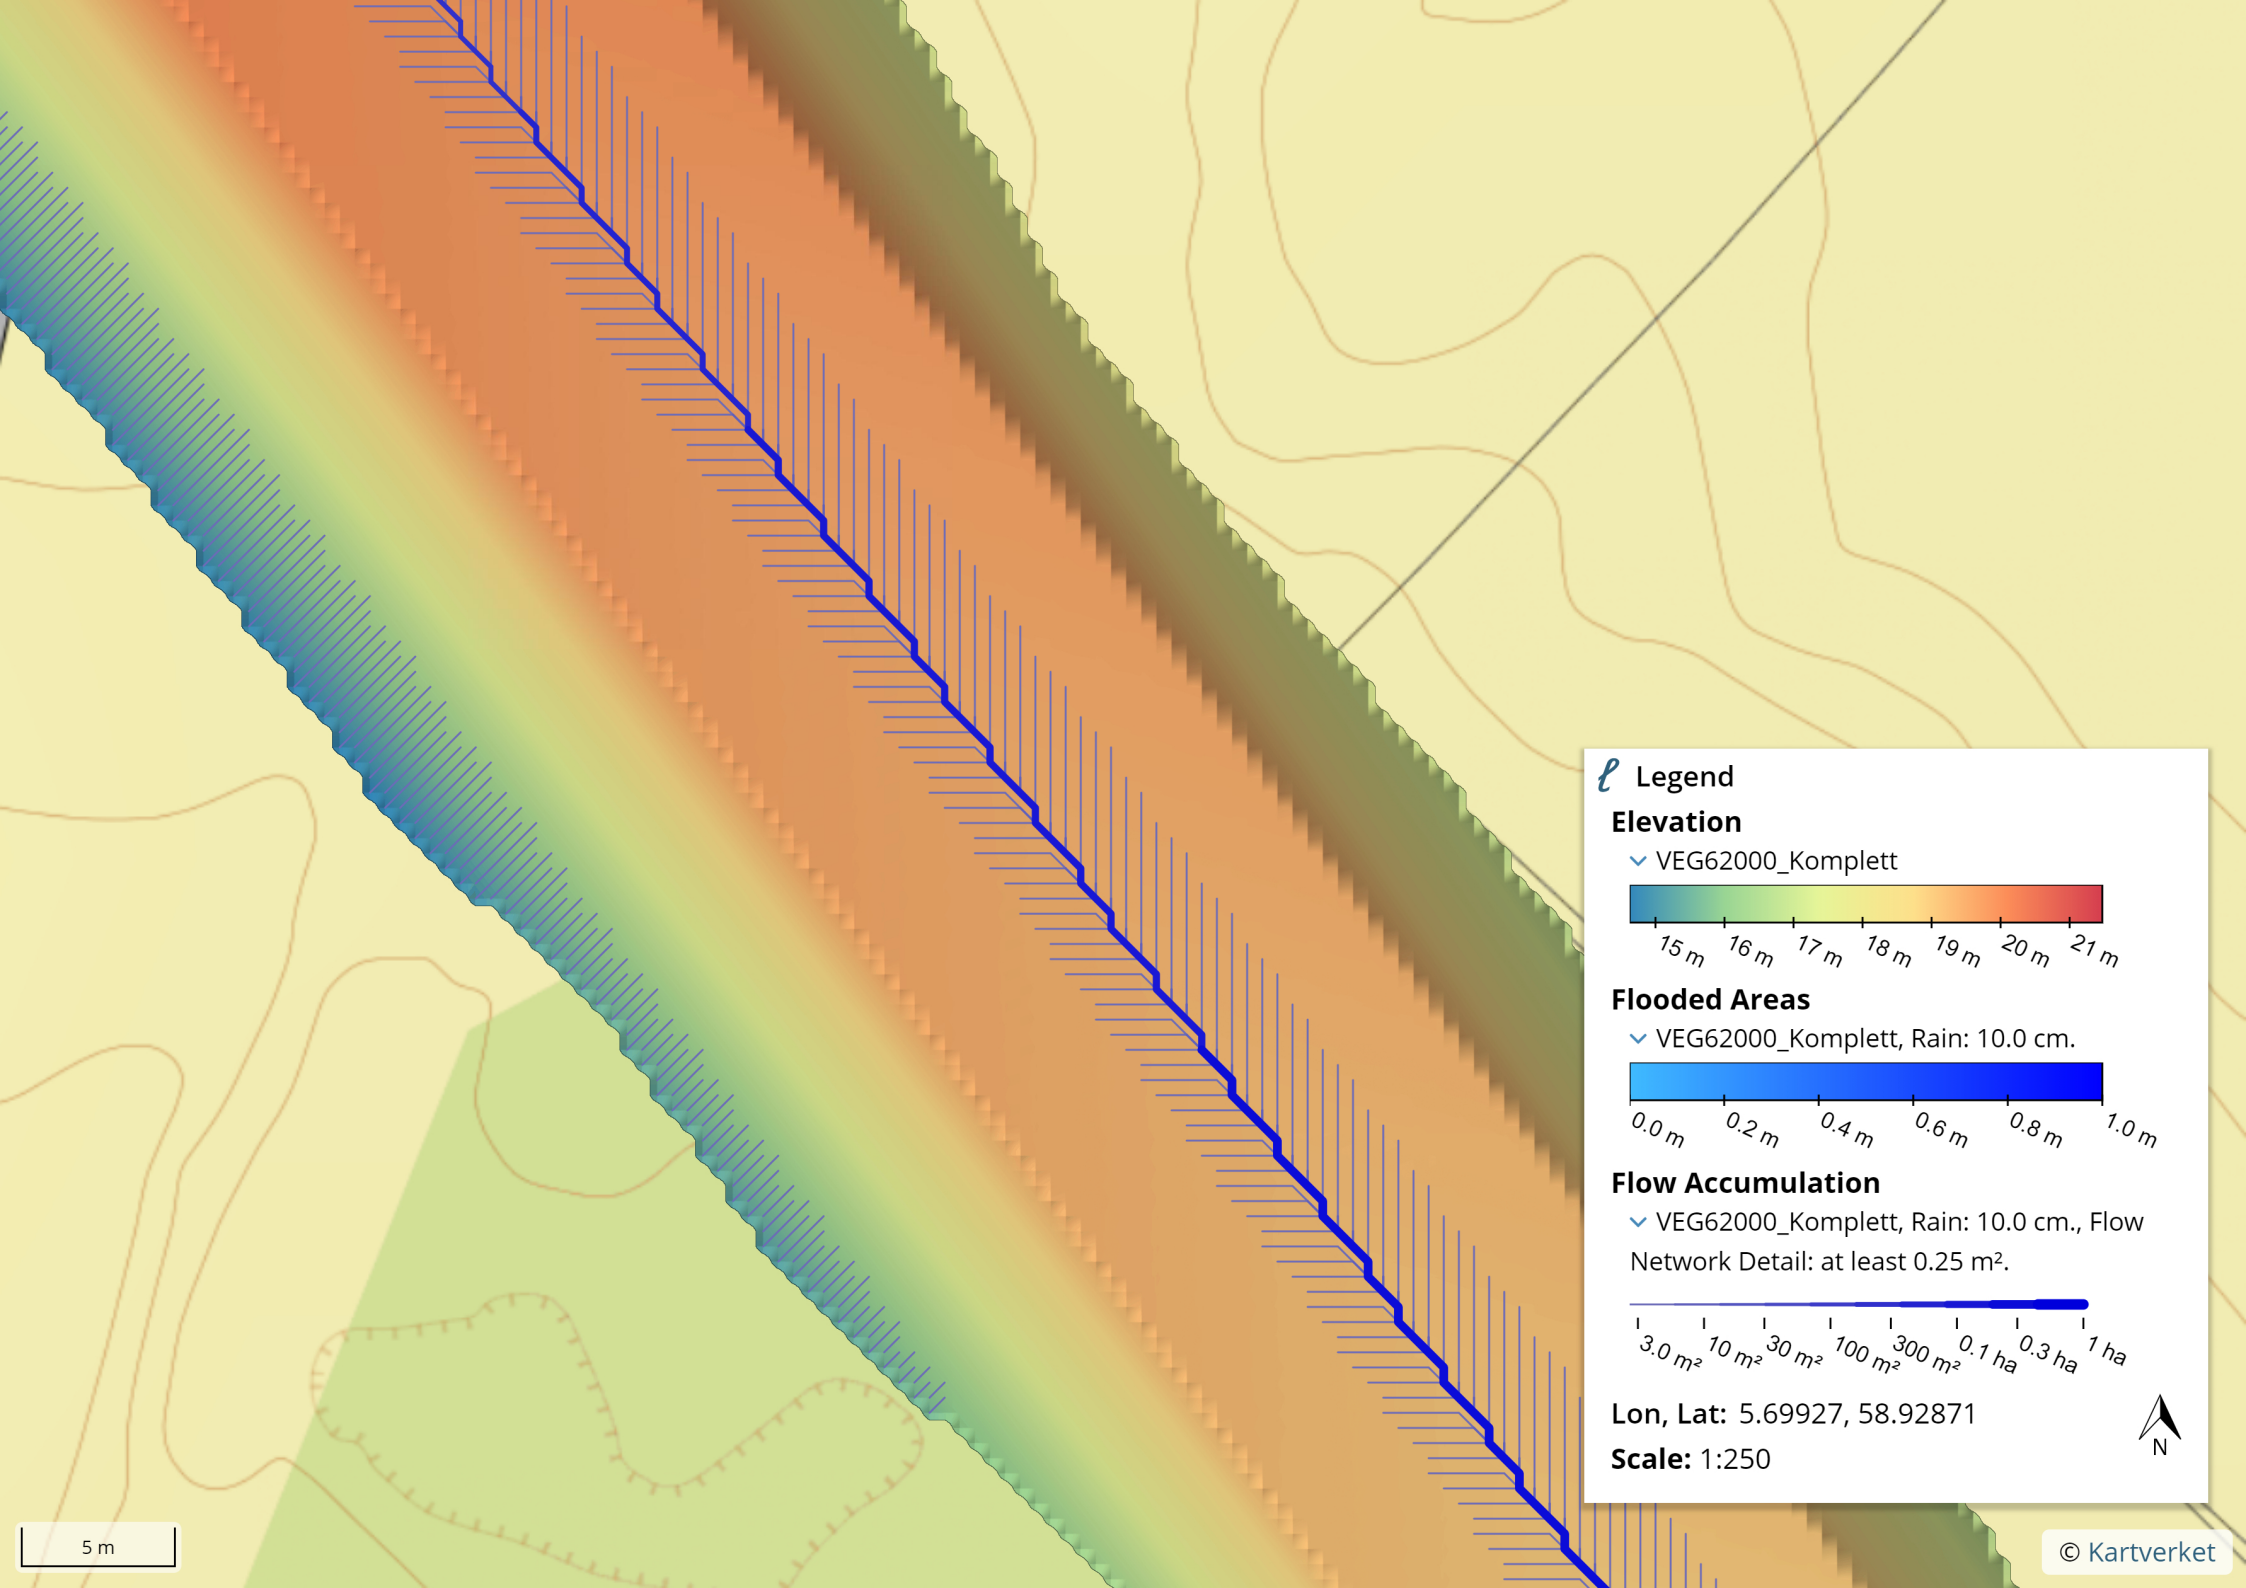 Legend
Elevation
VEG62000_Komplett
15 m 16 m 17 m 18 m 19 m 20 m 21 m
Flooded Areas
VEG62000_Komplett, Rain: 10.0 cm.
0.0 m 0.2 m 0.4 m 0.6 m 0.8 m 1.0 m
Flow Accumulation
VEG62000_Komplett, Rain: 10.0 cm., Flow
Network Detail: at least 0.25 m².
3.0 m² 10 m² 30 m² 100 m² 300 m² 0.1 ha 0.3 ha 1 ha
Lon, Lat: 5.69927, 58.92871
N
Scale: 1:250
5 m
© Kartverket